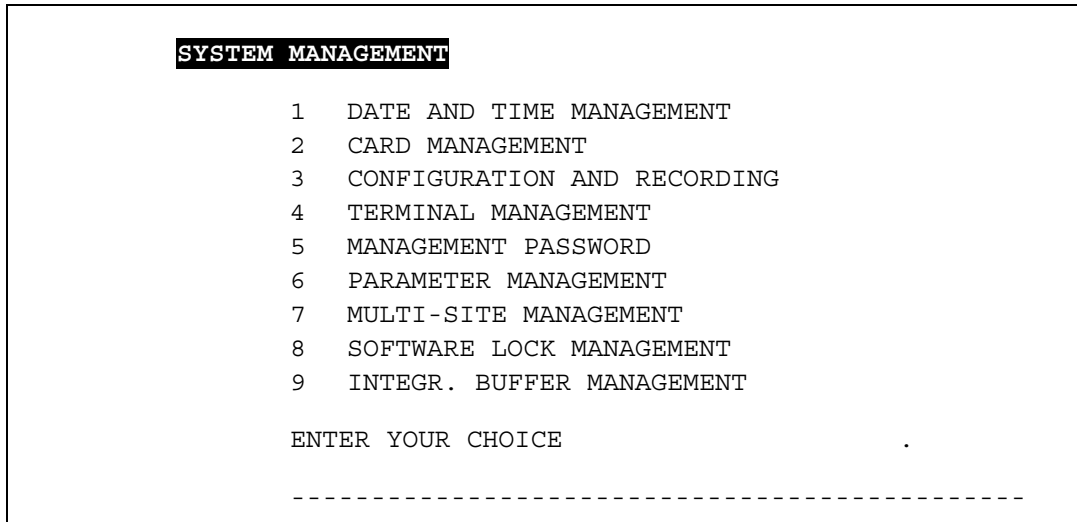 SYSTEM MANAGEMENT
1 DATE AND TIME MANAGEMENT
2 CARD MANAGEMENT
3 CONFIGURATION AND RECORDING
4 TERMINAL MANAGEMENT
5 MANAGEMENT PASSWORD
6 PARAMETER MANAGEMENT
7 MULTI-SITE MANAGEMENT
8 SOFTWARE LOCK MANAGEMENT
9 INTEGR. BUFFER MANAGEMENT
ENTER YOUR CHOICE .
----------------------------------------------